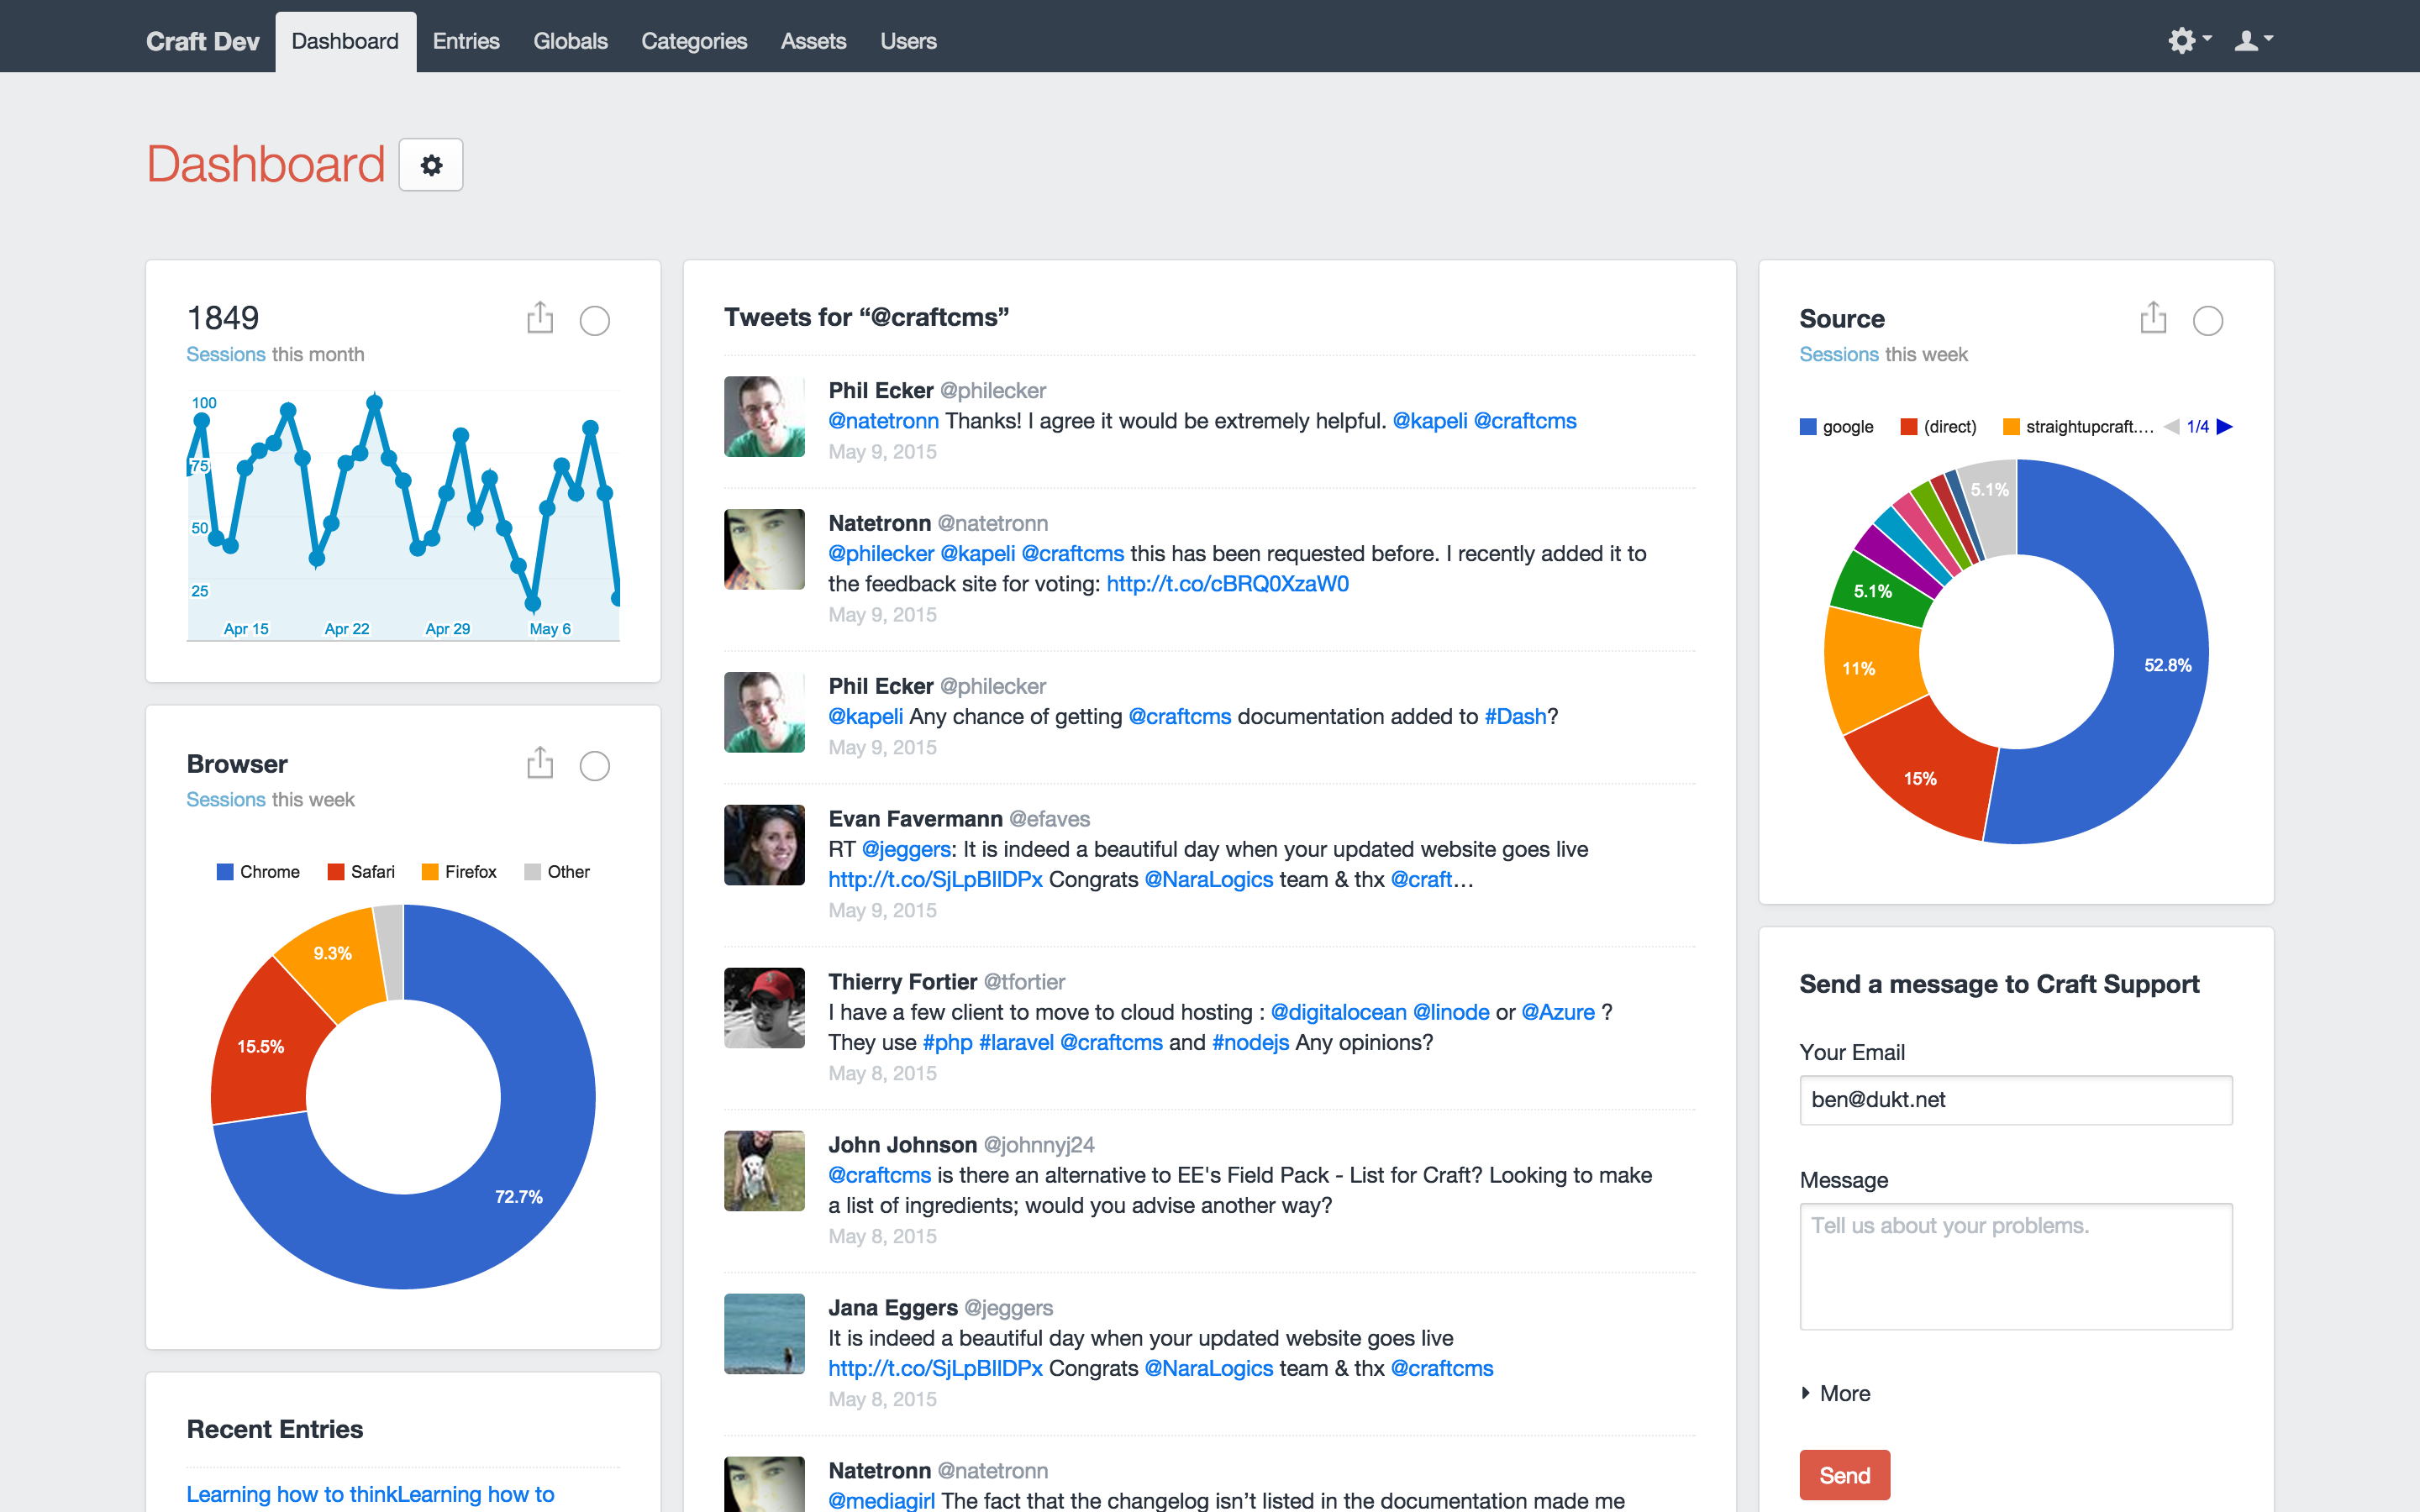 Craft Dev Dashboard Entries Globals Categories Assets Users
Dashboard
1849
Sessions this month
100
75
50
25
Apr 15 Apr 22 Apr 29 May 6
Browser
Sessions this week
Chrome Safari Firefox Other
9.3%
15.5%
72.7%
Recent Entries
Learning how to thinkLearning how to
Tweets for “@craftcms”
Phil Ecker @philecker
@natetronn Thanks! I agree it would be extremely helpful. @kapeli @craftcms
May 9, 2015
Natetronn @natetronn
@philecker @kapeli @craftcms this has been requested before. I recently added it to
the feedback site for voting: http://t.co/cBRQ0XzaW0
May 9, 2015
Phil Ecker @philecker
@kapeli Any chance of getting @craftcms documentation added to #Dash?
May 9, 2015
Evan Favermann @efaves
RT @jeggers: It is indeed a beautiful day when your updated website goes live
http://t.co/SjLpBIlDPx Congrats @NaraLogics team & thx @craft…
May 9, 2015
Thierry Fortier @tfortier
I have a few client to move to cloud hosting : @digitalocean @linode or @Azure ?
They use #php #laravel @craftcms and #nodejs Any opinions?
May 8, 2015
John Johnson @johnnyj24
@craftcms is there an alternative to EE's Field Pack - List for Craft? Looking to make
a list of ingredients; would you advise another way?
May 8, 2015
Jana Eggers @jeggers
It is indeed a beautiful day when your updated website goes live
http://t.co/SjLpBIlDPx Congrats @NaraLogics team & thx @craftcms
May 8, 2015
Natetronn @natetronn
@mediagirl The fact that the changelog isn’t listed in the documentation made me
Source
Sessions this week
google (direct) straightupcraft.… 1/4
5.1%
5.1%
11%
52.8%
15%
Send a message to Craft Support
Your Email
ben@dukt.net
Message
Tell us about your problems.
More
Send